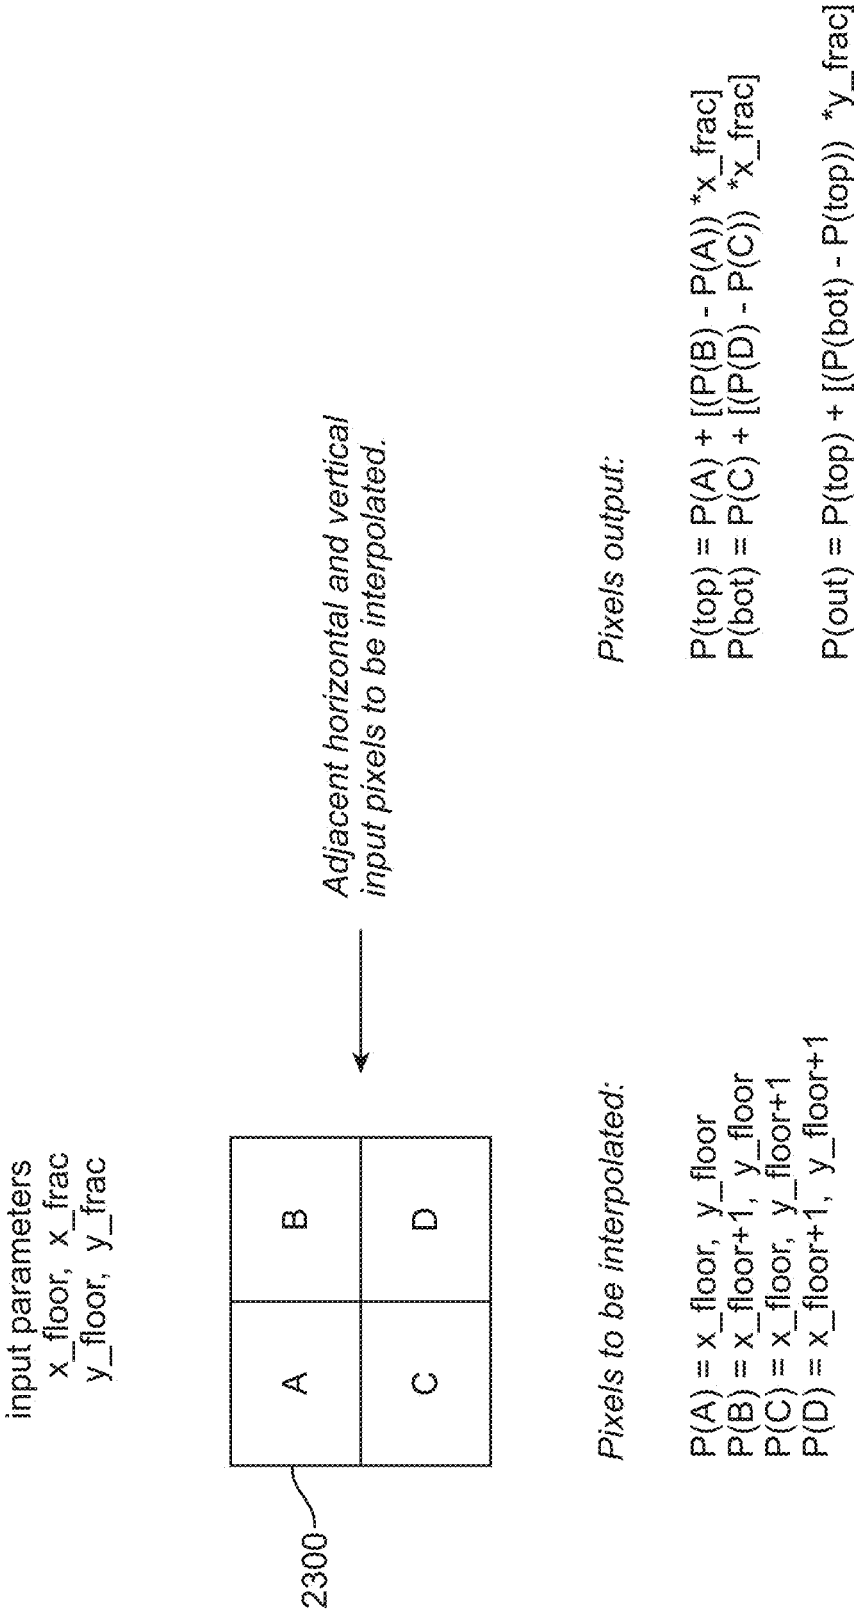 input parameters
x_floor, x_frac
y_floor, y_frac
2300
A
B
C
D
Adjacent horizontal and vertical
input pixels to be interpolated.
Pixels to be interpolated:
P(A) = x_floor, y_floor
P(B) = x_floor+1, y_floor
P(C) = x_floor, y_floor+1
P(D) = x_floor+1, y_floor+1
Pixels output:
P(top) = P(A) + [(P(B) - P(A)) *x_frac]
P(bot) = P(C) + [(P(D) - P(C)) *x_frac]
P(out) = P(top) + [(P(bot) - P(top)) *y_frac]